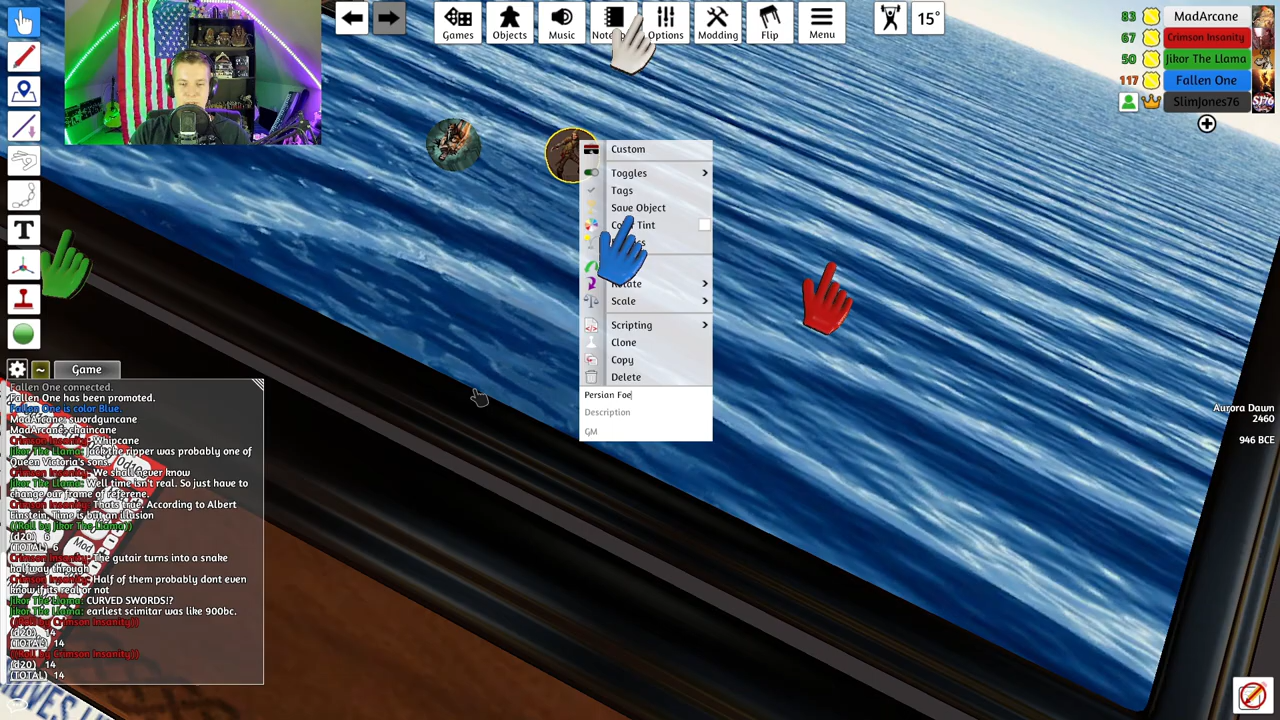 Games
Objects
Music
Options
Modding
Flip
Menu
15°
83
MadArcane
67
Crimson Insanity
50
Jikor The Llama
117
Fallen One
SlimJones76
SJ76
Custom
Toggles
Tags
Save Object
Tint
Rotate
Scale
Scripting
Clone
Copy
Delete
Persian Foe
Description
GM
Aurora Dawn
2460
946 BCE
T
~
Game
Fallen One connected.
Fallen One has been promoted.
Fallen One is color Blue.
MadArcane: swordguncane
MadArcane: chaincane
Crimson Insanity: Whipcane
Jikor The Llama: Jack the ripper was probably one of
Queen Victoria's sons.
Crimson Insanity: We shall never know
Jikor The Llama: Well time isn't real. So just have to
change our frame of referene.
Crimson Insanity: Thats true. According to Albert
Einstein, Time is but an illusion
((Roll by Jikor The Llama))
(d20) 6
(TOTAL) 6
Crimson Insanity: The gutair turns into a snake
halfway through
Crimson Insanity: Half of them probably dont even
know if its real or not
Jikor The Llama: CURVED SWORDS!?
Jikor The Llama: earliest scimitar was like 900bc.
((Roll by Crimson Insanity))
(d20) 14
(TOTAL) 14
((Roll by Crimson Insanity))
(d20) 14
(TOTAL) 14
Mod